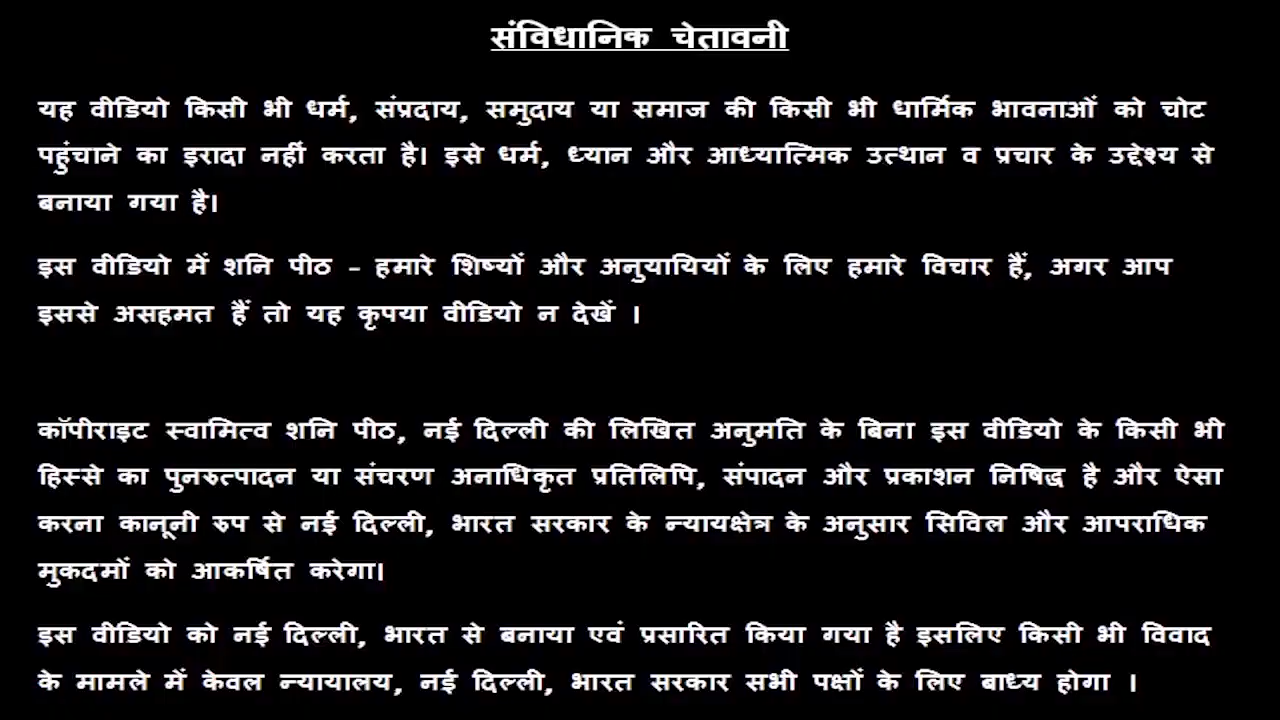 संविधानिक चेतावनी
यह वीडियो किसी भी धर्म, संप्रदाय, समुदाय या समाज की किसी भी धार्मिक भावनाओं को चोट
पहुंचाने का इरादा नहीं करता है। इसे धर्म, ध्यान और आध्यात्मिक उत्थान व प्रचार के उद्देश्य से
बनाया गया है।
इस वीडियो में शनि पीठ - हमारे शिष्यों और अनुयायियों के लिए हमारे विचार हैं, अगर आप
इससे असहमत हैं तो यह कृपया वीडियो न देखें ।
कॉपीराइट स्वामित्व शनि पीठ, नई दिल्ली की लिखित अनुमति के बिना इस वीडियो के किसी भी
हिस्से का पुनरुत्पादन या संचरण अनाधिकृत प्रतिलिपि, संपादन और प्रकाशन निषिद्ध है और ऐसा
करना कानूनी रुप से नई दिल्ली, भारत सरकार के न्यायक्षेत्र के अनुसार सिविल और आपराधिक
मुकदमों को आकर्षित करेगा।
इस वीडियो को नई दिल्ली, भारत से बनाया एवं प्रसारित किया गया है इसलिए किसी भी विवाद
के मामले में केवल न्यायालय, नई दिल्ली, भारत सरकार सभी पक्षों के लिए बाध्य होगा ।